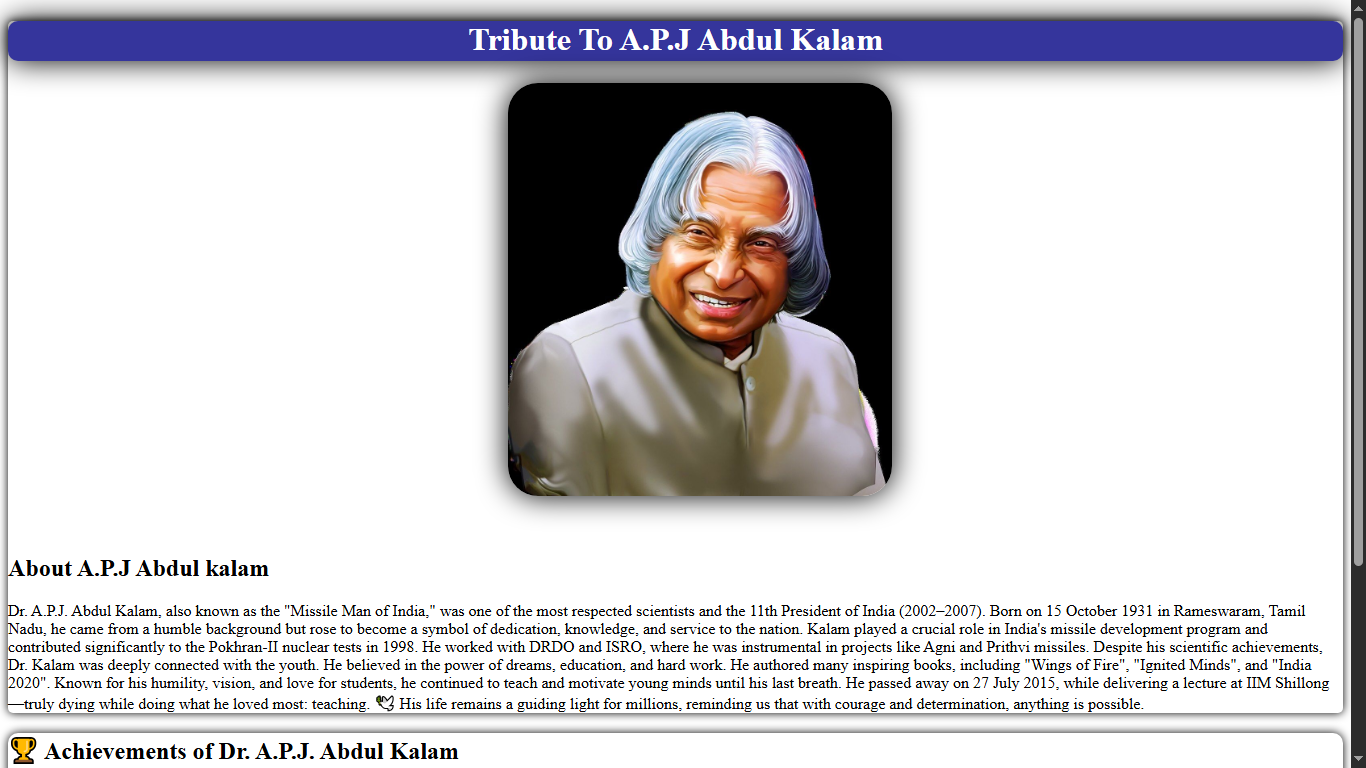 Tribute To A.P.J Abdul Kalam
About A.P.J Abdul kalam
Dr. A.P.J. Abdul Kalam, also known as the "Missile Man of India," was one of the most respected scientists and the 11th President of India (2002–2007). Born on 15 October 1931 in Rameswaram, Tamil
Nadu, he came from a humble background but rose to become a symbol of dedication, knowledge, and service to the nation. Kalam played a crucial role in India's missile development program and
contributed significantly to the Pokhran-II nuclear tests in 1998. He worked with DRDO and ISRO, where he was instrumental in projects like Agni and Prithvi missiles. Despite his scientific achievements,
Dr. Kalam was deeply connected with the youth. He believed in the power of dreams, education, and hard work. He authored many inspiring books, including "Wings of Fire", "Ignited Minds", and "India
2020". Known for his humility, vision, and love for students, he continued to teach and motivate young minds until his last breath. He passed away on 27 July 2015, while delivering a lecture at IIM Shillong
—truly dying while doing what he loved most: teaching. 🕊 His life remains a guiding light for millions, reminding us that with courage and determination, anything is possible.
🏆 Achievements of Dr. A.P.J. Abdul Kalam